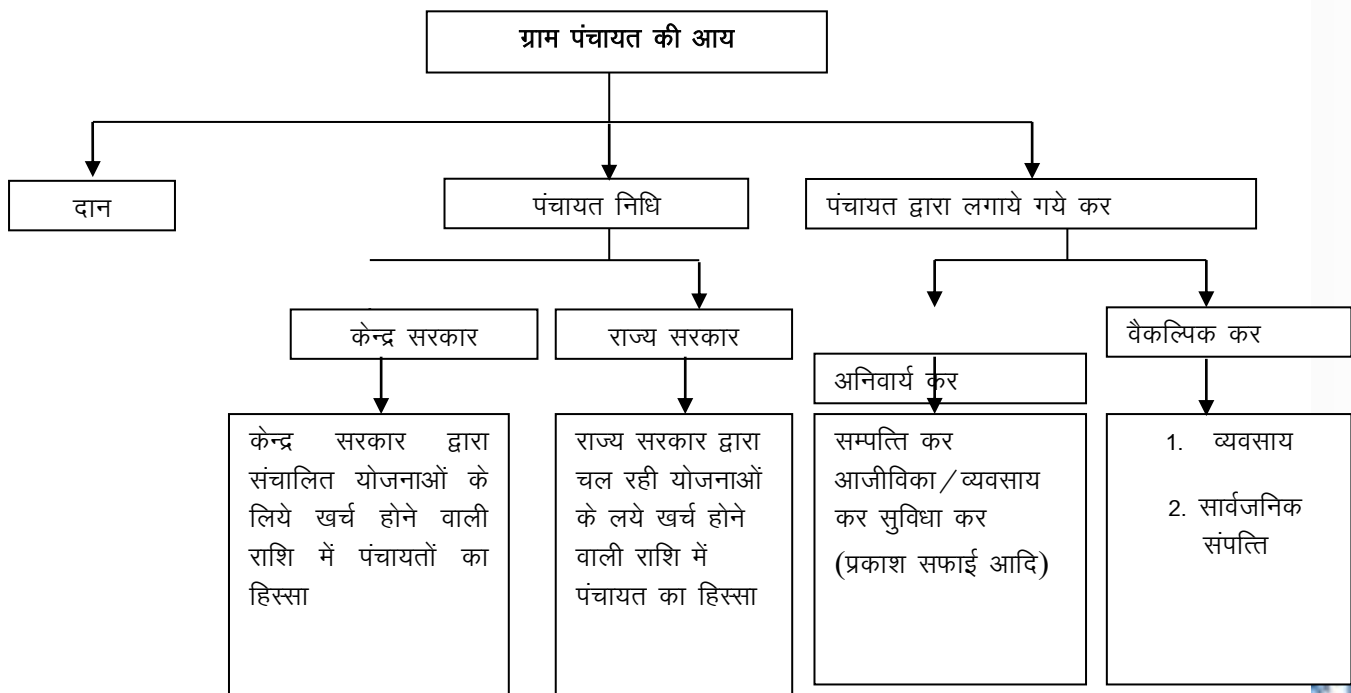 ग्राम पंचायत की आय
दान
पंचायत निधि
पंचायत द्वारा लगाये गये कर
केन्द्र सरकार
राज्य सरकार
अनिवार्य कर
वैकल्पिक कर
केन्द्र सरकार द्वारा
संचालित योजनाओं के
लिये खर्च होने वाली
राशि में पंचायतों का
हिस्सा
राज्य सरकार द्वारा
चल रही योजनाओं
के लये खर्च होने
वाली राशि में
पंचायत का हिस्सा
सम्पत्ति कर
आजीविका/व्यवसाय
कर सुविधा कर
(प्रकाश सफाई आदि)
1. व्यवसाय
2. सार्वजनिक
संपत्ति